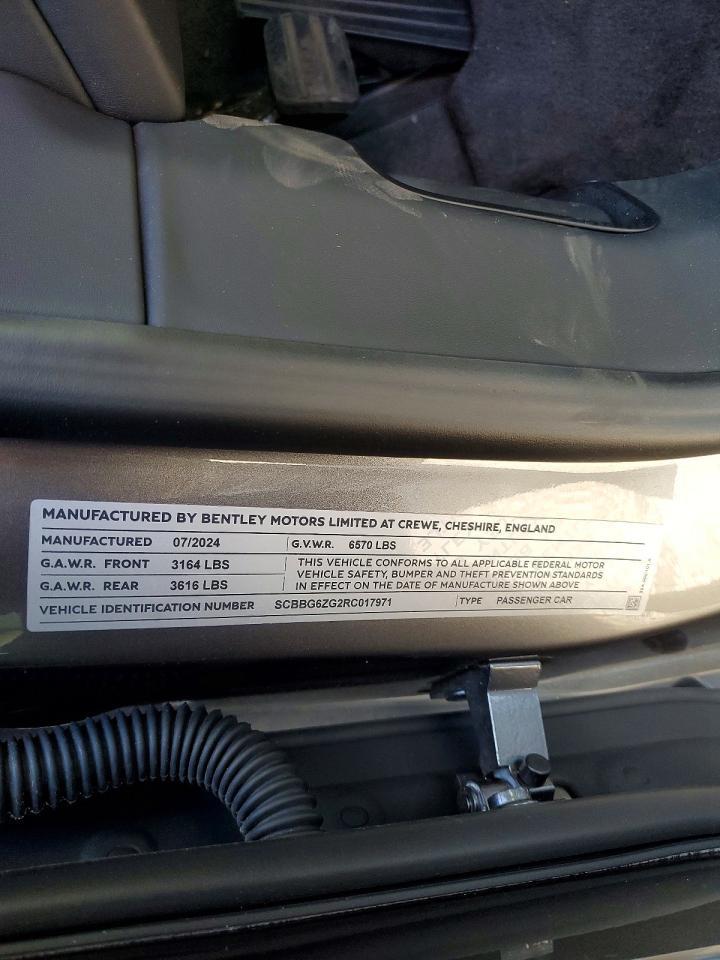 MANUFACTURED BY BENTLEY MOTORS LIMITED AT CREWE, CHESHIRE, ENGLAND
MANUFACTURED 07/2024 G.V.W.R. 6570 LBS
G.A.W.R. FRONT 3164 LBS
G.A.W.R. REAR 3616 LBS
THIS VEHICLE CONFORMS TO ALL APPLICABLE FEDERAL MOTOR
VEHICLE SAFETY, BUMPER AND THEFT PREVENTION STANDARDS
IN EFFECT ON THE DATE OF MANUFACTURE SHOWN ABOVE
VEHICLE IDENTIFICATION NUMBER SCBBG6ZG2RC017971 TYPE PASSENGER CAR